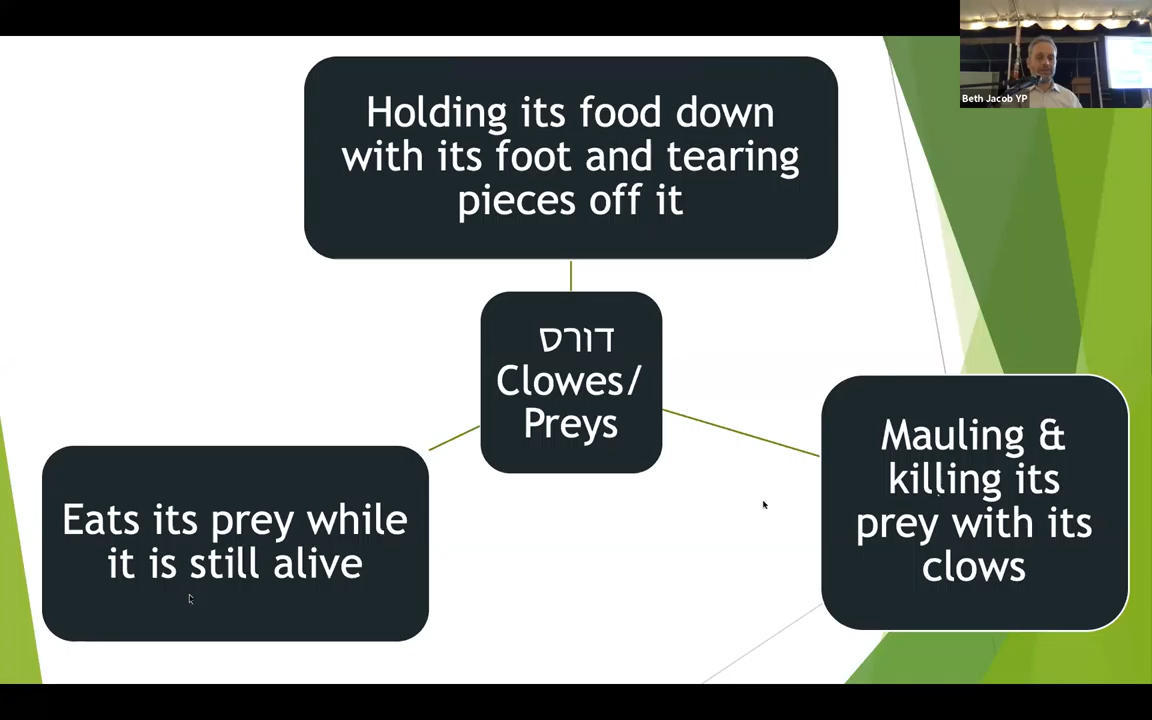 Beth Jacob YP
Holding its food down
with its foot and tearing
pieces off it
דורס
Clowes/
Preys
Mauling &
killing its
prey with its
clows
Eats its prey while
it is still alive